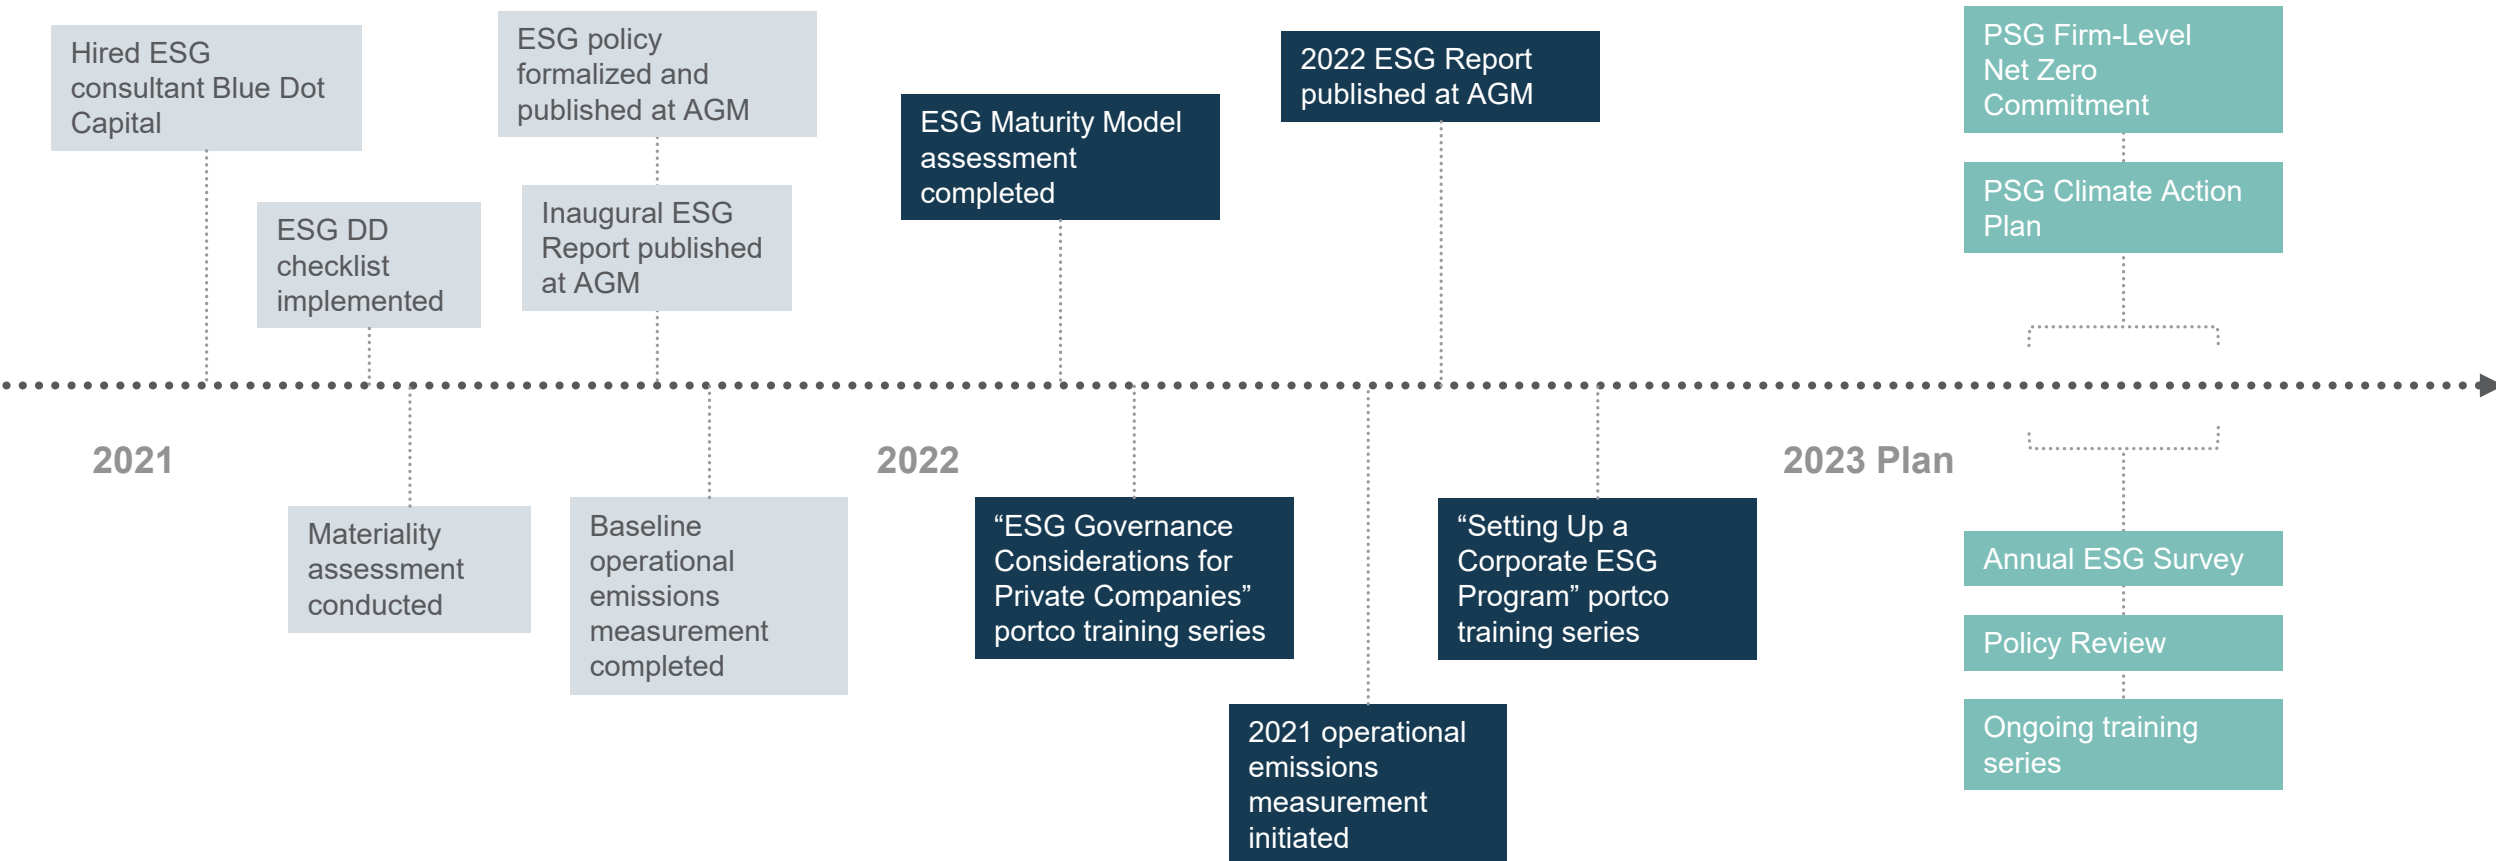 Hired ESG
consultant Blue Dot
Capital
ESG DD
checklist
implemented
ESG policy
formalized and
published at AGM
Inaugural ESG
Report published
at AGM
ESG Maturity Model
assessment
completed
2022 ESG Report
published at AGM
PSG Firm-Level
Net Zero
Commitment
PSG Climate Action
Plan
2021
2022
2023 Plan
Materiality
assessment
conducted
Baseline
operational
emissions
measurement
completed
“ESG Governance
Considerations for
Private Companies”
portco training series
2021 operational
emissions
measurement
initiated
“Setting Up a
Corporate ESG
Program” portco
training series
Annual ESG Survey
Policy Review
Ongoing training
series